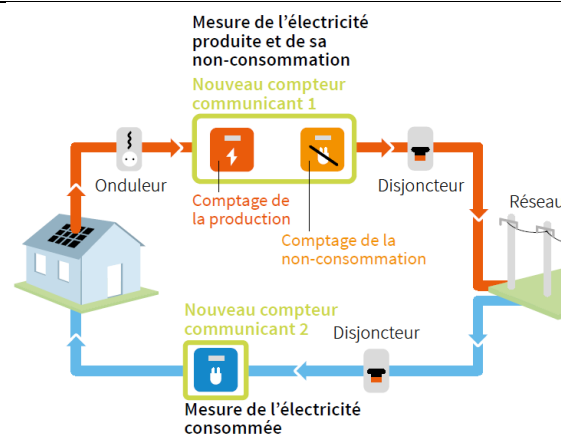 Mesure de l’électricité
produite et de sa
non-consommation
Nouveau compteur
communicant 1
Onduleur
Disjoncteur
Comptage de
la production
Réseau
Comptage de la
non-consommation
Nouveau compteur
communicant 2
Disjoncteur
Mesure de l’électricité
consommée